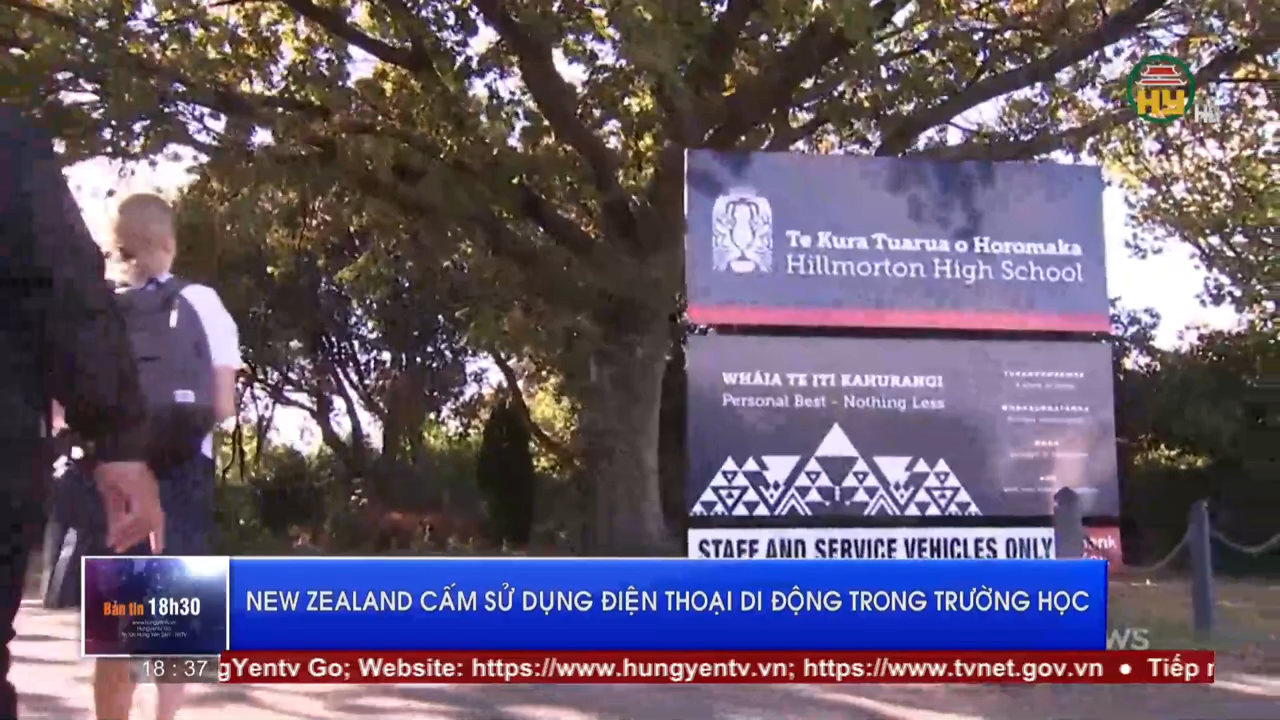 HY
Te Kura Tuarua o Horomaka
Hillmorton High School
WHĀIA TE ITI KAHURANGI
Personal Best - Nothing Less
STAFF AND SERVICE VEHICLES ONLY
Bản tin 18h30
NEW ZEALAND CẤM SỬ DỤNG ĐIỆN THOẠI DI ĐỘNG TRONG TRƯỜNG HỌC
WS
18 : 37
gYentv Go; Website: https://www.hungyentv.vn; https://www.tvnet.gov.vn ● Tiếp